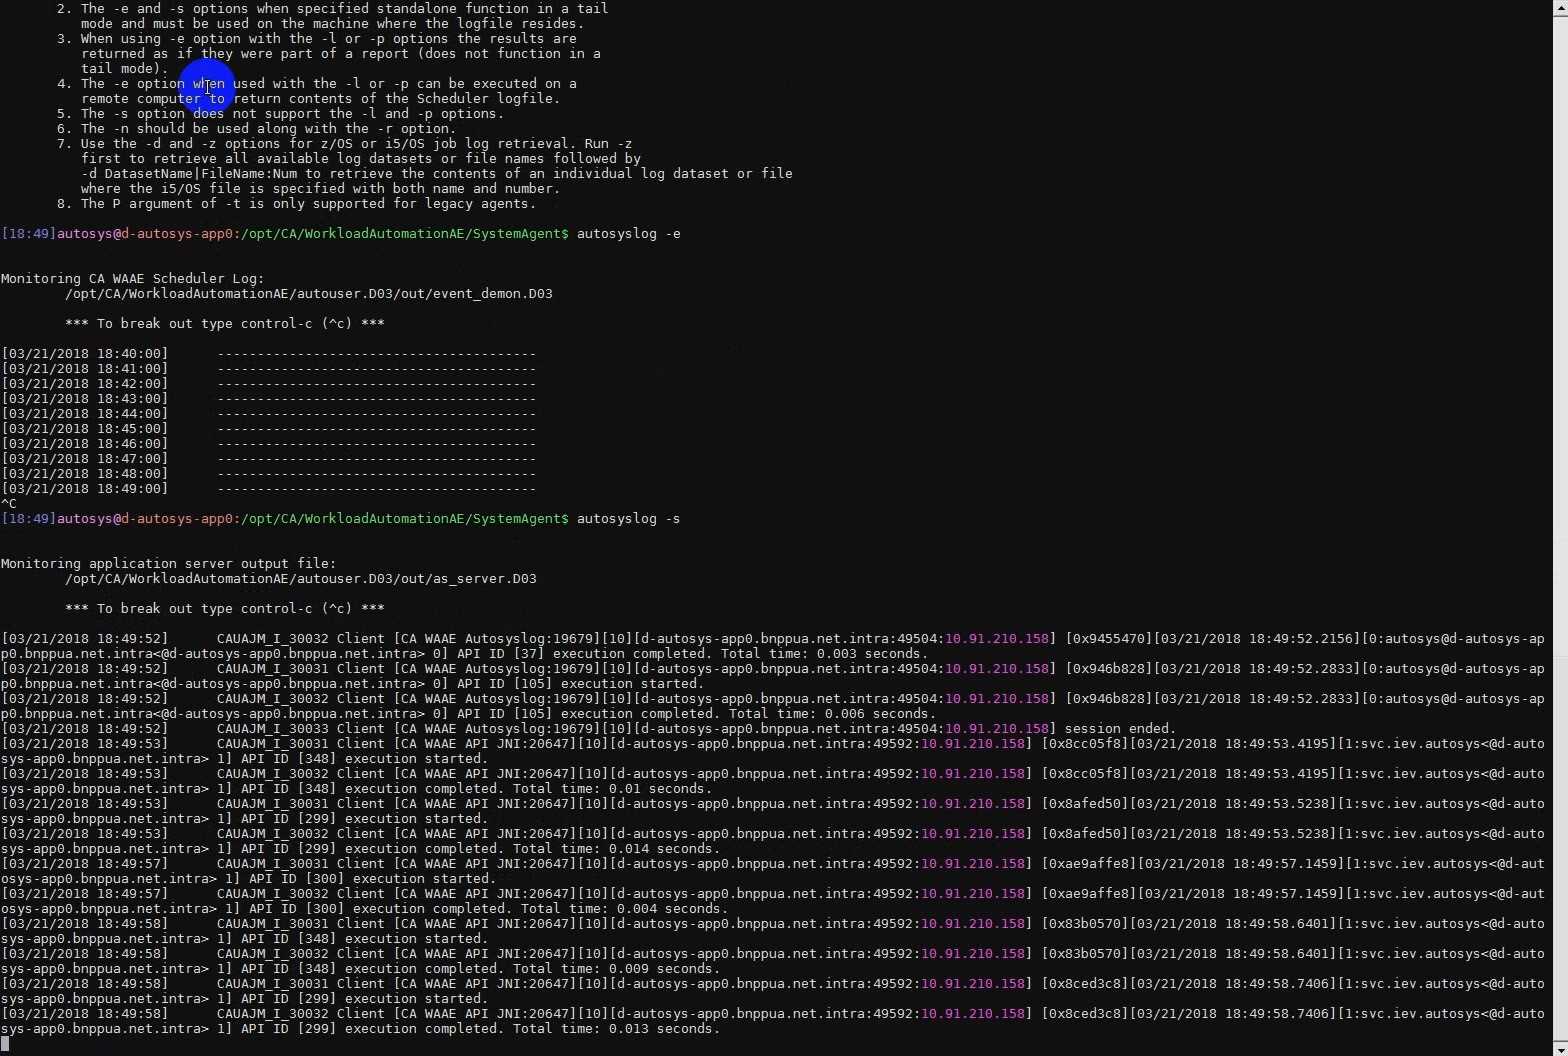 2. The -e and -s options when specified standalone function in a tail
mode and must be used on the machine where the logfile resides.
3. When using -e option with the -l or -p options the results are
returned as if they were part of a report (does not function in a
tail mode).
4. The -e option when used with the -l or -p can be executed on a
remote computer to return contents of the Scheduler logfile.
5. The -s option does not support the -l and -p options.
6. The -n should be used along with the -r option.
7. Use the -d and -z options for z/OS or i5/OS job log retrieval. Run -z
first to retrieve all available log datasets or file names followed by
-d DatasetName|FileName:Num to retrieve the contents of an individual log dataset or file
where the i5/OS file is specified with both name and number.
8. The P argument of -t is only supported for legacy agents.
[18:49]autosys@d-autosys-app0:/opt/CA/WorkloadAutomationAE/SystemAgent$ autosyslog -e
Monitoring CA WAAE Scheduler Log:
/opt/CA/WorkloadAutomationAE/autouser.D03/out/event_demon.D03
*** To break out type control-c (^c) ***
[03/21/2018 18:40:00]      ----------------------------------------
[03/21/2018 18:41:00]      ----------------------------------------
[03/21/2018 18:42:00]      ----------------------------------------
[03/21/2018 18:43:00]      ----------------------------------------
[03/21/2018 18:44:00]      ----------------------------------------
[03/21/2018 18:45:00]      ----------------------------------------
[03/21/2018 18:46:00]      ----------------------------------------
[03/21/2018 18:47:00]      ----------------------------------------
[03/21/2018 18:48:00]      ----------------------------------------
[03/21/2018 18:49:00]      ----------------------------------------
^C
[18:49]autosys@d-autosys-app0:/opt/CA/WorkloadAutomationAE/SystemAgent$ autosyslog -s
Monitoring application server output file:
/opt/CA/WorkloadAutomationAE/autouser.D03/out/as_server.D03
*** To break out type control-c (^c) ***
[03/21/2018 18:49:52]      CAUAJM_I_30032 Client [CA WAAE Autosyslog:19679][10][d-autosys-app0.bnppua.net.intra:49504:10.91.210.158] [0x9455470][03/21/2018 18:49:52.2156][0:autosys@d-autosys-ap
p0.bnppua.net.intra<@d-autosys-app0.bnppua.net.intra> 0] API ID [37] execution completed. Total time: 0.003 seconds.
[03/21/2018 18:49:52]      CAUAJM_I_30031 Client [CA WAAE Autosyslog:19679][10][d-autosys-app0.bnppua.net.intra:49504:10.91.210.158] [0x946b828][03/21/2018 18:49:52.2833][0:autosys@d-autosys-ap
p0.bnppua.net.intra<@d-autosys-app0.bnppua.net.intra> 0] API ID [105] execution started.
[03/21/2018 18:49:52]      CAUAJM_I_30032 Client [CA WAAE Autosyslog:19679][10][d-autosys-app0.bnppua.net.intra:49504:10.91.210.158] [0x946b828][03/21/2018 18:49:52.2833][0:autosys@d-autosys-ap
p0.bnppua.net.intra<@d-autosys-app0.bnppua.net.intra> 0] API ID [105] execution completed. Total time: 0.006 seconds.
[03/21/2018 18:49:52]      CAUAJM_I_30033 Client [CA WAAE Autosyslog:19679][10][d-autosys-app0.bnppua.net.intra:49504:10.91.210.158] session ended.
[03/21/2018 18:49:53]      CAUAJM_I_30031 Client [CA WAAE API JNI:20647][10][d-autosys-app0.bnppua.net.intra:49592:10.91.210.158] [0x8cc05f8][03/21/2018 18:49:53.4195][1:svc.iev.autosys<@d-auto
sys-app0.bnppua.net.intra> 1] API ID [348] execution started.
[03/21/2018 18:49:53]      CAUAJM_I_30032 Client [CA WAAE API JNI:20647][10][d-autosys-app0.bnppua.net.intra:49592:10.91.210.158] [0x8cc05f8][03/21/2018 18:49:53.4195][1:svc.iev.autosys<@d-auto
sys-app0.bnppua.net.intra> 1] API ID [348] execution completed. Total time: 0.01 seconds.
[03/21/2018 18:49:53]      CAUAJM_I_30031 Client [CA WAAE API JNI:20647][10][d-autosys-app0.bnppua.net.intra:49592:10.91.210.158] [0x8afed50][03/21/2018 18:49:53.5238][1:svc.iev.autosys<@d-auto
sys-app0.bnppua.net.intra> 1] API ID [299] execution started.
[03/21/2018 18:49:53]      CAUAJM_I_30032 Client [CA WAAE API JNI:20647][10][d-autosys-app0.bnppua.net.intra:49592:10.91.210.158] [0x8afed50][03/21/2018 18:49:53.5238][1:svc.iev.autosys<@d-auto
sys-app0.bnppua.net.intra> 1] API ID [299] execution completed. Total time: 0.014 seconds.
[03/21/2018 18:49:57]      CAUAJM_I_30031 Client [CA WAAE API JNI:20647][10][d-autosys-app0.bnppua.net.intra:49592:10.91.210.158] [0xae9affe8][03/21/2018 18:49:57.1459][1:svc.iev.autosys<@d-aut
osys-app0.bnppua.net.intra> 1] API ID [300] execution started.
[03/21/2018 18:49:57]      CAUAJM_I_30032 Client [CA WAAE API JNI:20647][10][d-autosys-app0.bnppua.net.intra:49592:10.91.210.158] [0xae9affe8][03/21/2018 18:49:57.1459][1:svc.iev.autosys<@d-aut
osys-app0.bnppua.net.intra> 1] API ID [300] execution completed. Total time: 0.004 seconds.
[03/21/2018 18:49:58]      CAUAJM_I_30031 Client [CA WAAE API JNI:20647][10][d-autosys-app0.bnppua.net.intra:49592:10.91.210.158] [0x83b0570][03/21/2018 18:49:58.6401][1:svc.iev.autosys<@d-auto
sys-app0.bnppua.net.intra> 1] API ID [348] execution started.
[03/21/2018 18:49:58]      CAUAJM_I_30032 Client [CA WAAE API JNI:20647][10][d-autosys-app0.bnppua.net.intra:49592:10.91.210.158] [0x83b0570][03/21/2018 18:49:58.6401][1:svc.iev.autosys<@d-auto
sys-app0.bnppua.net.intra> 1] API ID [348] execution completed. Total time: 0.009 seconds.
[03/21/2018 18:49:58]      CAUAJM_I_30031 Client [CA WAAE API JNI:20647][10][d-autosys-app0.bnppua.net.intra:49592:10.91.210.158] [0x8ced3c8][03/21/2018 18:49:58.7406][1:svc.iev.autosys<@d-auto
sys-app0.bnppua.net.intra> 1] API ID [299] execution started.
[03/21/2018 18:49:58]      CAUAJM_I_30032 Client [CA WAAE API JNI:20647][10][d-autosys-app0.bnppua.net.intra:49592:10.91.210.158] [0x8ced3c8][03/21/2018 18:49:58.7406][1:svc.iev.autosys<@d-auto
sys-app0.bnppua.net.intra> 1] API ID [299] execution completed. Total time: 0.013 seconds.